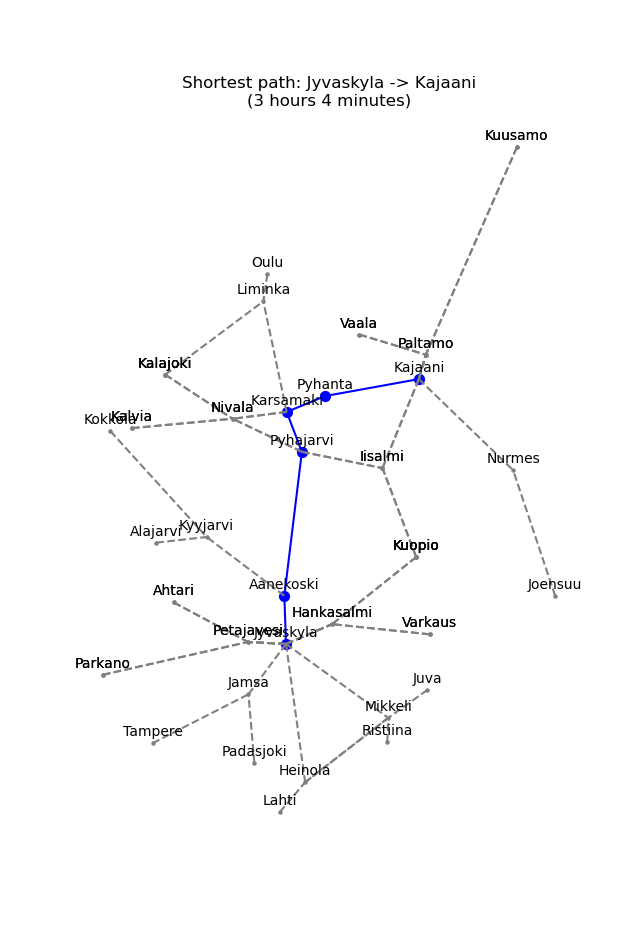 Shortest path: Jyvaskyla -> Kajaani
(3 hours 4 minutes)
Kuusamo
Oulu
Liminka
Vaala
Paltamo
Kalajoki
Kajaani
Pyhanta
Karsamaki
Nivala
Kalvia
Kokkola
Pyhajarvi
Iisalmi
Nurmes
Kyyjarvi
Alajarvi
Kuopio
Aanekoski
Joensuu
Ahtari
Hankasalmi
Varkaus
Petajavesi
Jyvaskyla
Parkano
Jamsa
Juva
Mikkeli
Ristiina
Tampere
Padasjoki
Heinola
Lahti